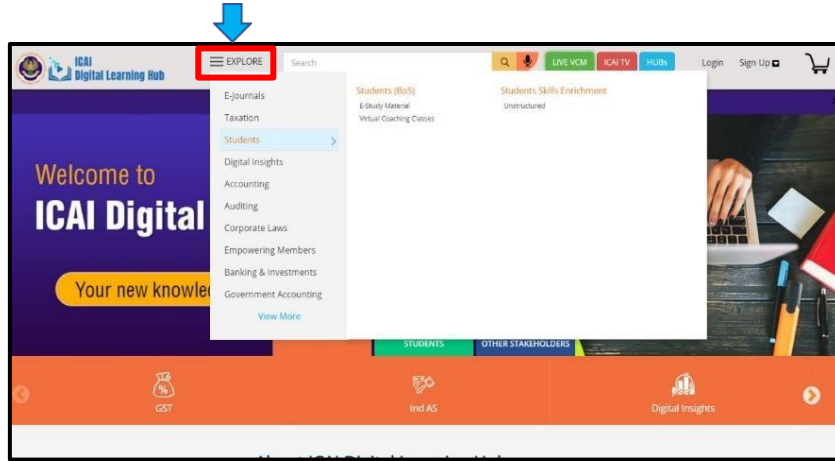 ICAI
Digital Learning Hub
EXPLORE
Search
LIVE VCM
ICAI TV
HUBs
Login
Sign Up
E-Journals
Taxation
Students
Digital Insights
Accounting
Auditing
Corporate Laws
Empowering Members
Banking & Investments
Government Accounting
View More
Students (BoS)
E-Study Material
Virtual Coaching Classes
Students Skills Enrichment
Unstructured
Welcome to
ICAI Digital
Your new knowle
STUDENTS
OTHER STAKEHOLDERS
GST
Ind AS
Digital Insights